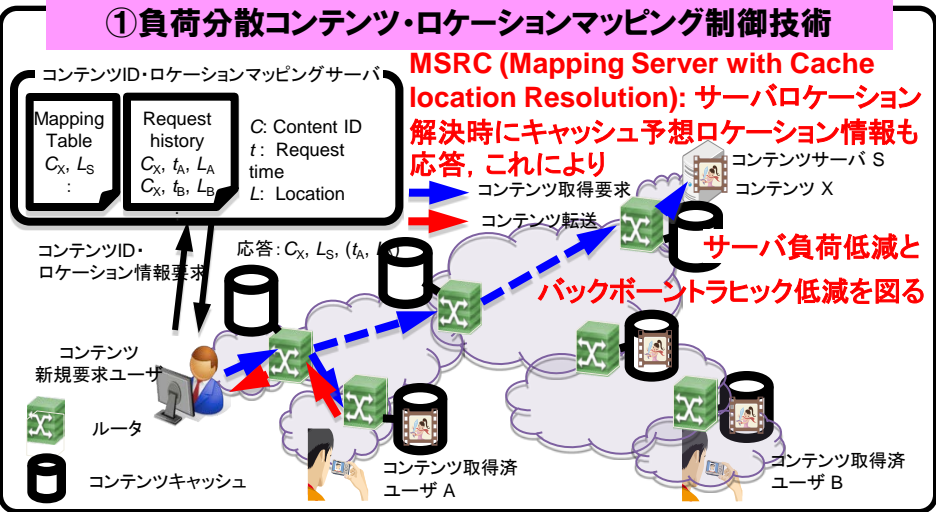 ①負荷分散コンテンツ・ロケーションマッピング制御技術
コンテンツID・ロケーションマッピングサーバ
Mapping
Table
CX, LS
:
Request
history
CX, tA, LA
CX, tB, LB
:
C: Content ID
t : Request
time
L: Location
MSRC (Mapping Server with Cache
location Resolution): サーバロケーション
解決時にキャッシュ予想ロケーション情報も
応答，これにより
コンテンツ取得要求
コンテンツ転送
コンテンツサーバ S
コンテンツ X
サーバ負荷低減と
バックボーントラヒック低減を図る
コンテンツID・
ロケーション情報要求
応答：CX, LS, (tA, )
コンテンツ
新規要求ユーザ
ルータ
コンテンツキャッシュ
コンテンツ取得済
ユーザ A
コンテンツ取得済
ユーザ B